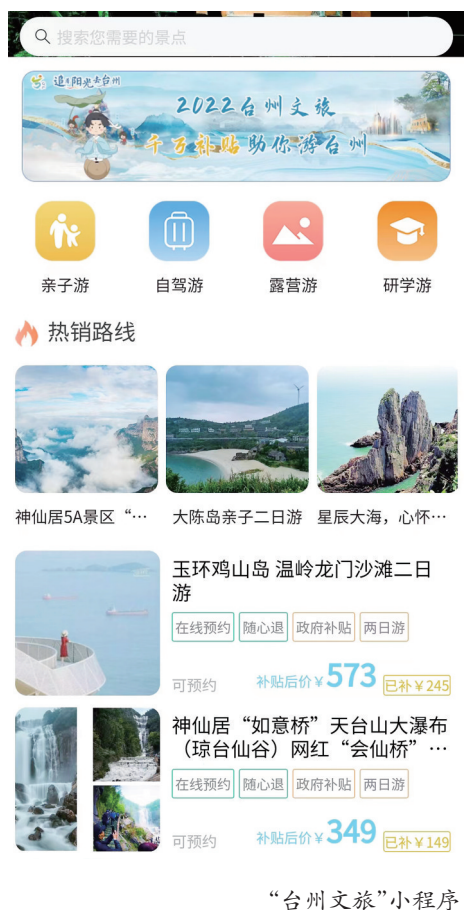 搜索您需要的景点
追着阳光去台州
2022台州文旅
千万补贴助你游台州
亲子游 自驾游 露营游 研学游
热销路线
神仙居5A景区“… 大陈岛亲子二日游 星辰大海，心怀…
玉环鸡山岛 温岭龙门沙滩二日
游
在线预约 随心退 政府补贴 两日游
可预约 补贴后价￥573 已补￥245
神仙居“如意桥”天台山大瀑布
（琼台仙谷）网红“会仙桥”…
在线预约 随心退 政府补贴 两日游
可预约 补贴后价￥349 已补￥149
“台州文旅”小程序